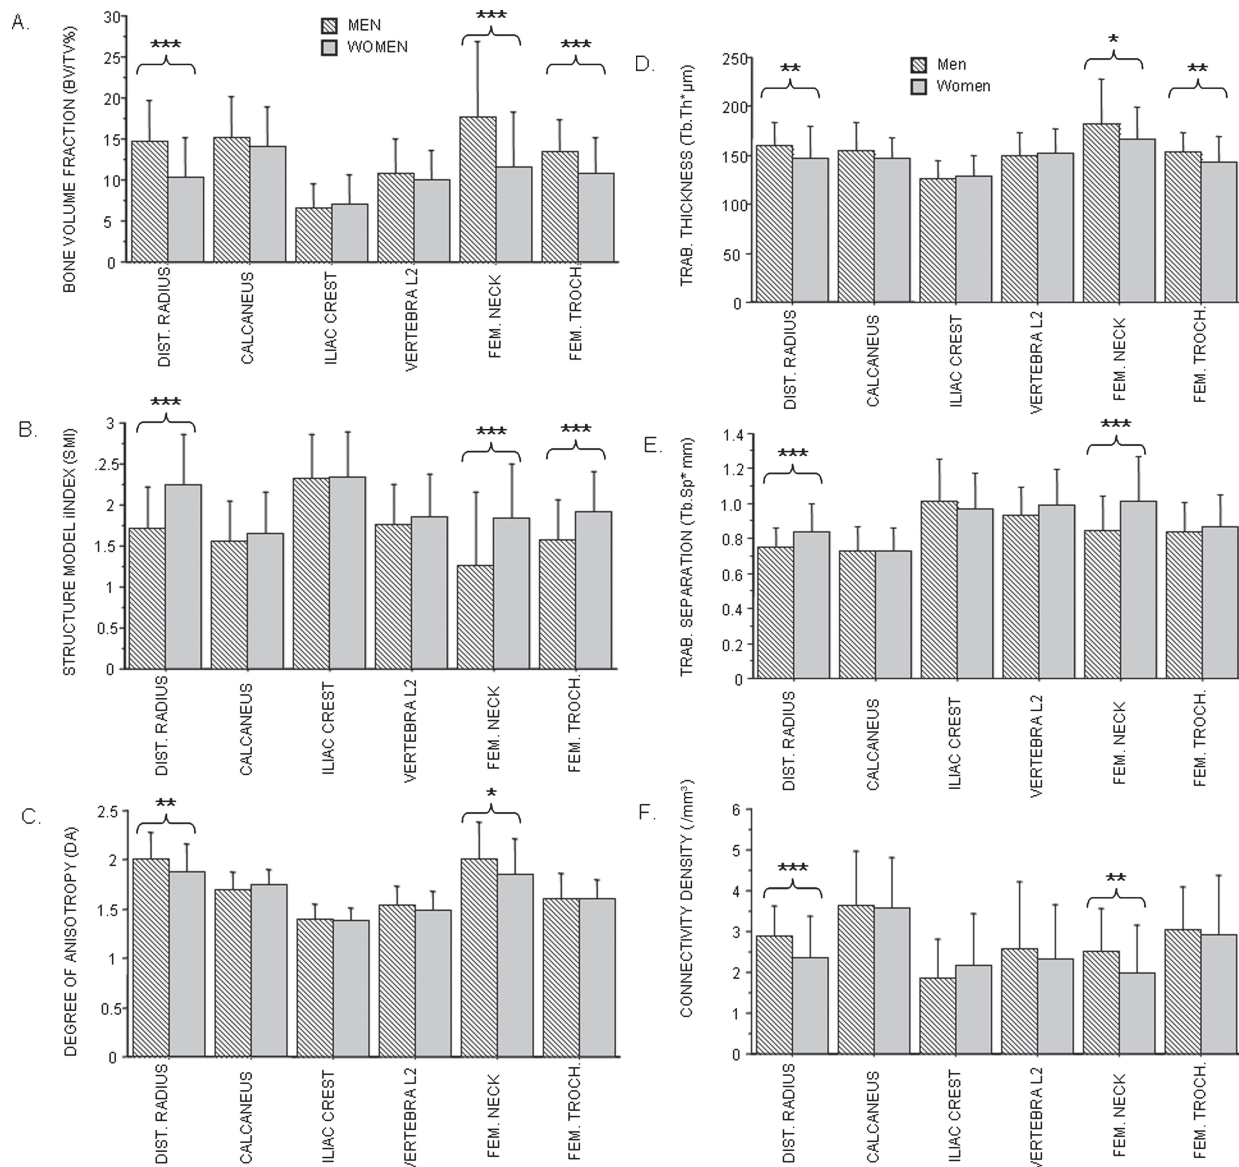 A.
BONE VOLUME FRACTION (BV/TV%)
30
25
20
15
10
5
0
MEN
WOMEN
***
***
***
DIST. RADIUS
CALCANEUS
ILIAC CREST
VERTEBRA L2
FEM. NECK
FEM. TROCH.
B.
STRUCTURE MODEL iINDEX (SMI)
3
.2.5
2
1.5
1
0.5
0
***
***
***
DIST. RADIUS
CALCANEUS
ILIAC CREST
VERTEBRA L2
FEM. NECK
FEM. TROCH.
C.
DEGREE OF ANISOTROPY (DA)
2.5
2
1.5
1
0.5
0
**
*
DIST. RADIUS
CALCANEUS
ILIAC CREST
VERTEBRA L2
FEM. NECK
FEM. TROCH.
D.
TRAB. THICKNESS (Tb.Th*µm)
250
200
150
100
50
0
Men
Women
**
*
**
DIST. RADIUS
CALCANEUS
ILIAC CREST
VERTEBRA L2
FEM. NECK
FEM. TROCH.
E.
TRAB. SEPARATION (Tb.Sp* mm)
1.4
1.2
1.0
0.8
0.6
0.4
0.2
0
***
***
DIST. RADIUS
CALCANEUS
ILIAC CREST
VERTEBRA L2
FEM. NECK
FEM. TROCH.
F.
CONNECTIVITY DENSITY (/mm³)
6
5
4
3
2
1
0
***
**
DIST. RADIUS
CALCANEUS
ILIAC CREST
VERTEBRA L2
FEM. NECK
FEM. TROCH.